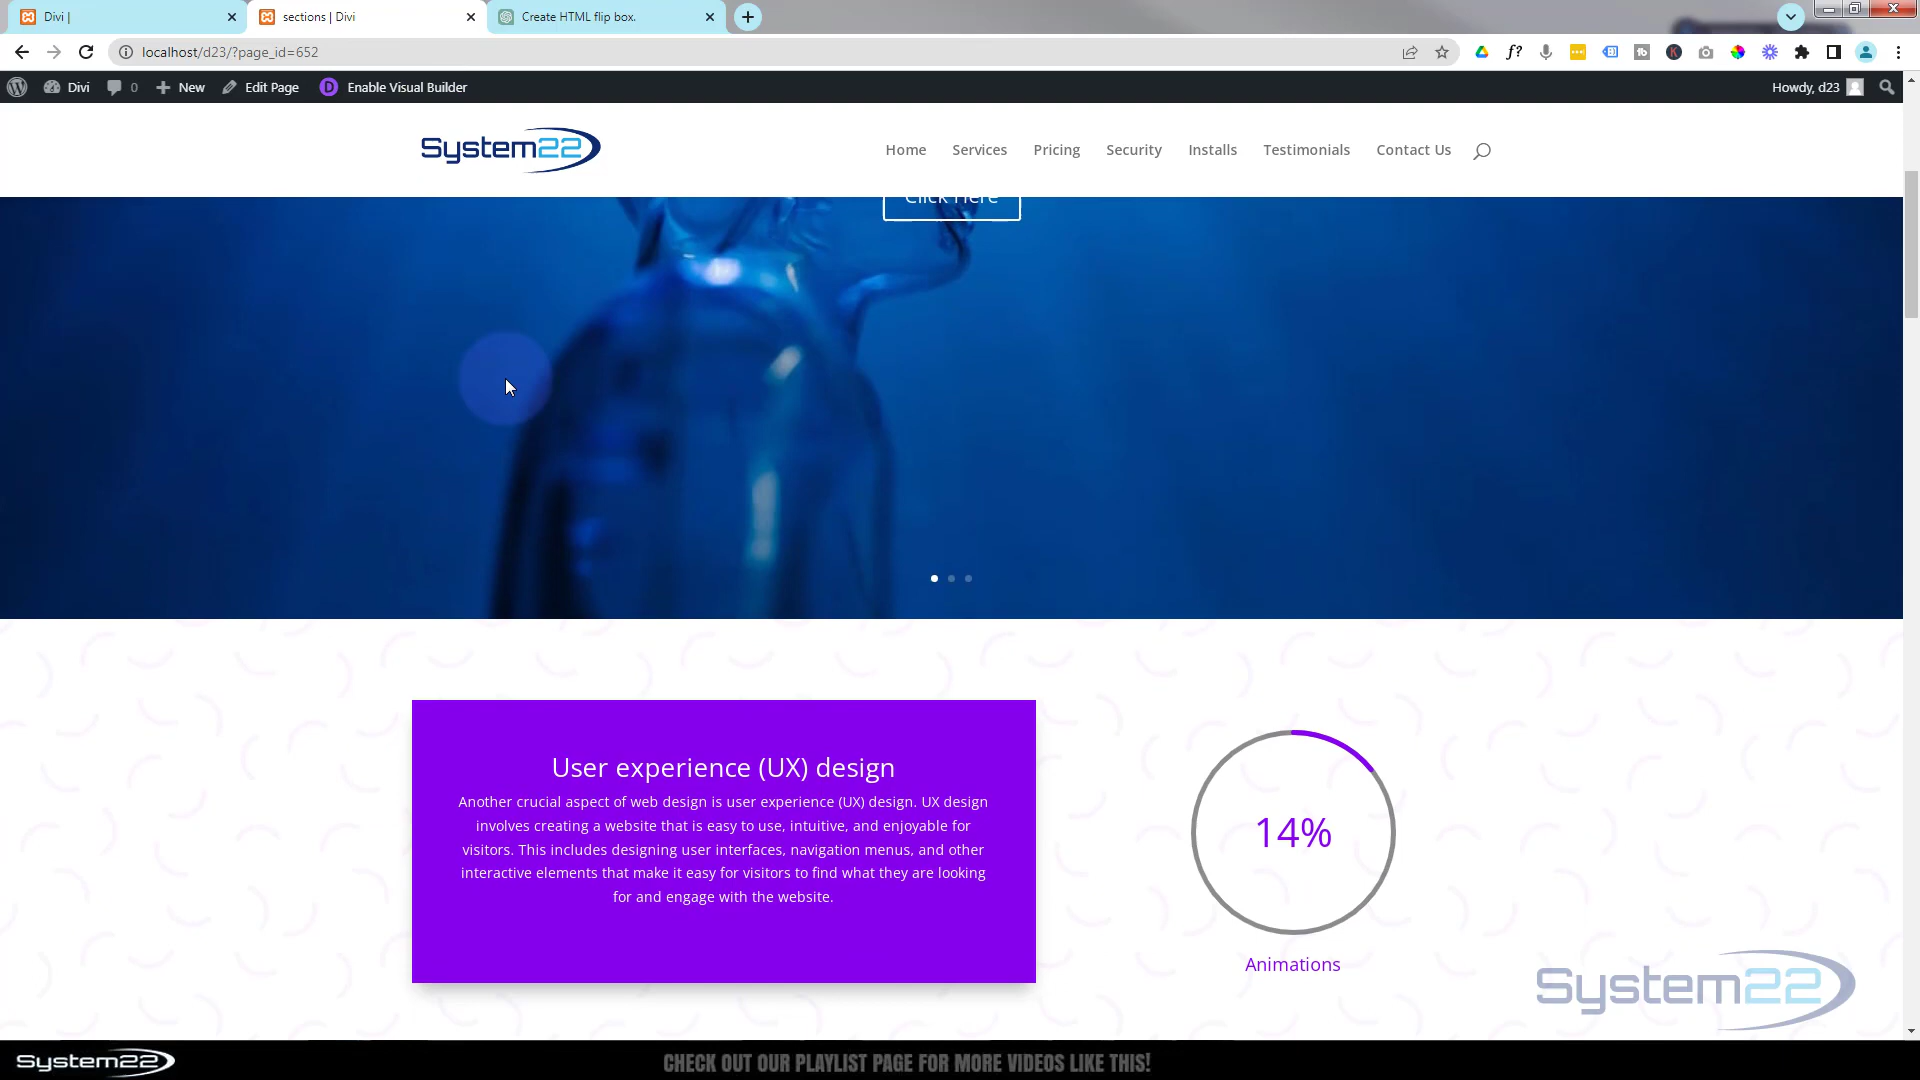 Divi |
sections | Divi
Create HTML flip box.
localhost/d23/?page_id=652
Divi
0
New
Edit Page
Enable Visual Builder
Howdy, d23
System22
Home
Services
Pricing
Security
Installs
Testimonials
Contact Us
Click Here
User experience (UX) design
Another crucial aspect of web design is user experience (UX) design. UX design
involves creating a website that is easy to use, intuitive, and enjoyable for
visitors. This includes designing user interfaces, navigation menus, and other
interactive elements that make it easy for visitors to find what they are looking
for and engage with the website.
14%
Animations
System22
System22
CHECK OUT OUR PLAYLIST PAGE FOR MORE VIDEOS LIKE THIS!